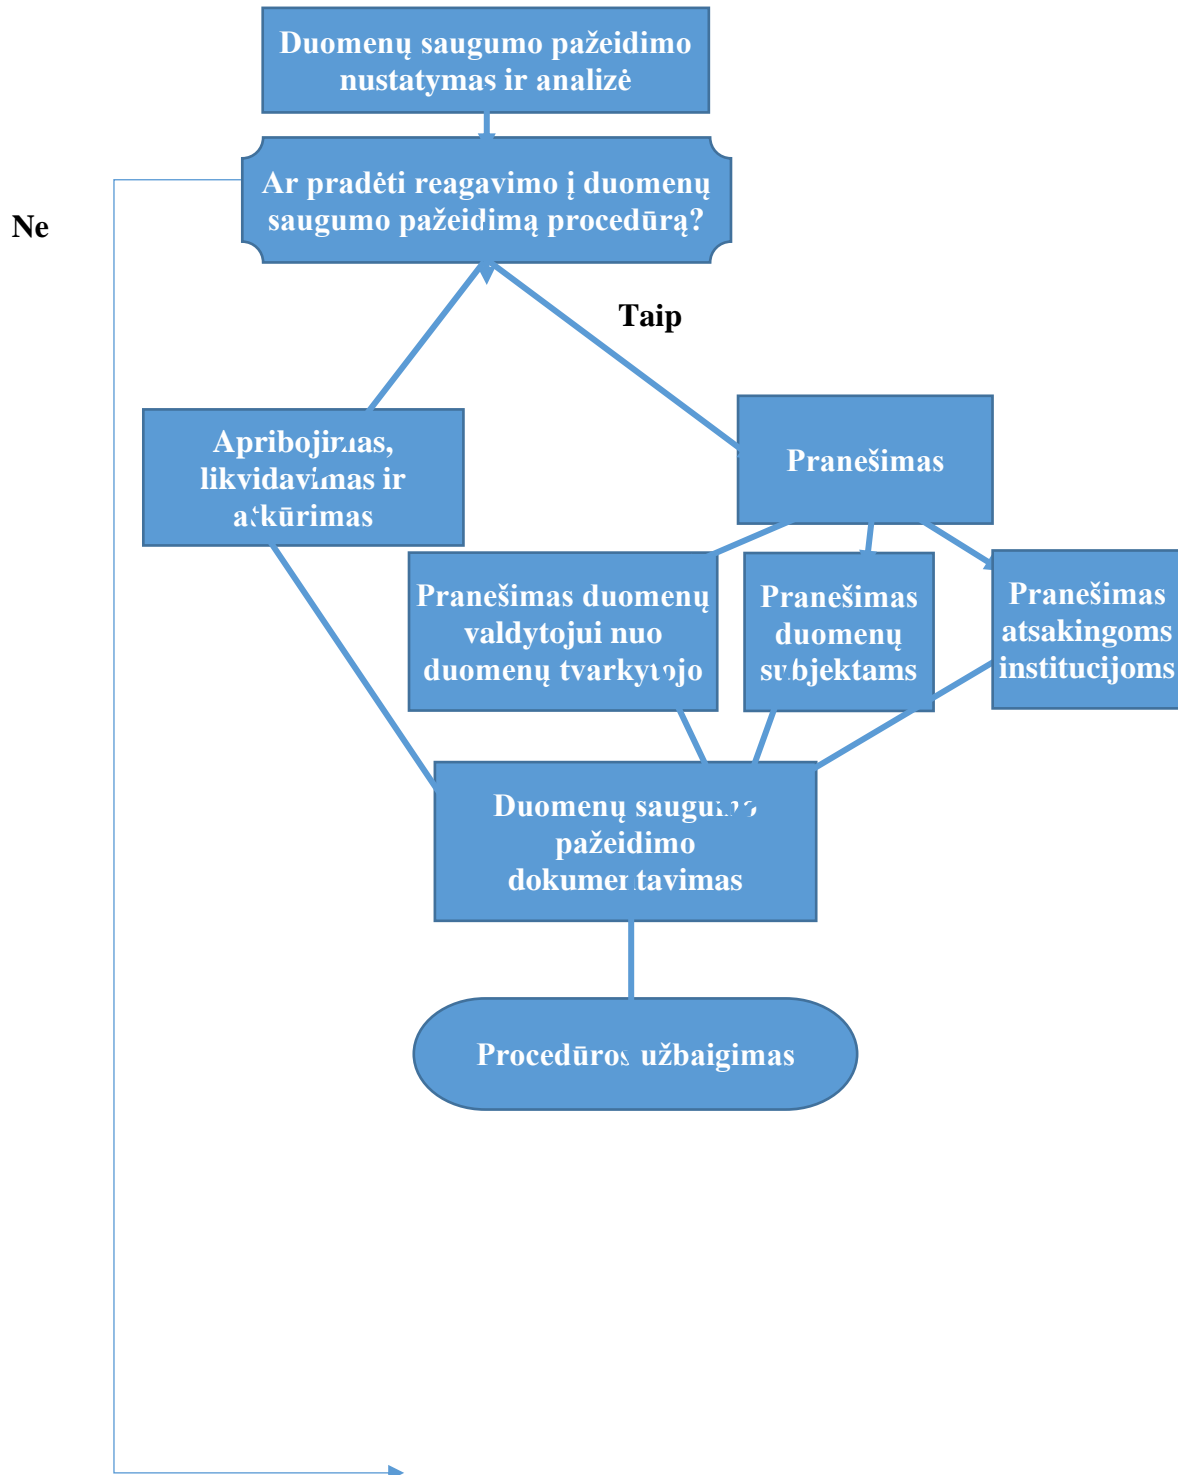 Duomenų saugumo pažeidimo
nustatymas ir analizė
Ar pradėti reagavimo į duomenų
saugumo pažeidimą procedūrą?
Ne
Taip
Apribojimas,
likvidavimas ir
atkūrimas
Pranešimas
Pranešimas duomenų
valdytojui nuo
duomenų tvarkytojo
Pranešimas
duomenų
subjektams
Pranešimas
atsakingoms
institucijoms
Duomenų saugumo
pažeidimo
dokumentavimas
Procedūros užbaigimas